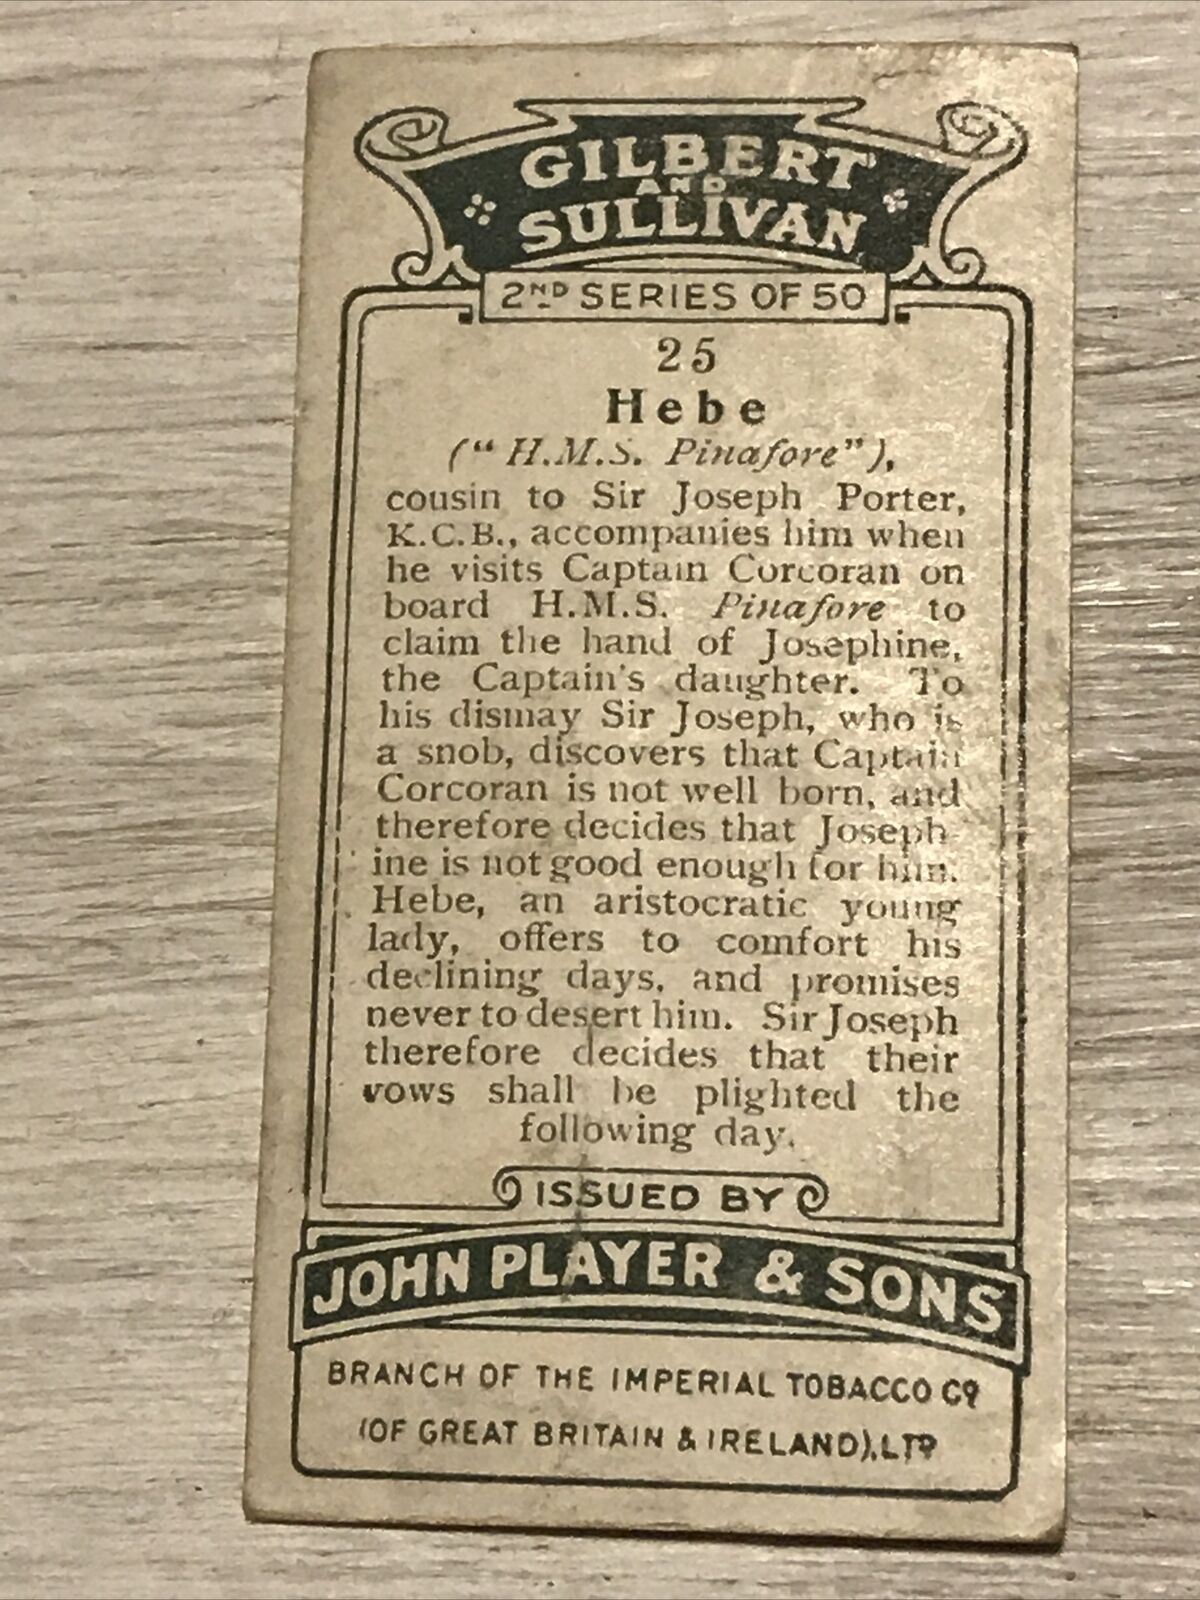 GILBERT
AND
SULLIVAN
2ND SERIES OF 50
25
Hebe
("H.M.S. Pinafore"),
cousin to Sir Joseph Porter,
K.C.B., accompanies him when
he visits Captain Corcoran on
board H.M.S. Pinafore to
claim the hand of Josephine,
the Captain's daughter. To
his dismay Sir Joseph, who is
a snob, discovers that Captain
Corcoran is not well born, and
therefore decides that Joseph-
ine is not good enough for him.
Hebe, an aristocratic young
lady, offers to comfort his
declining days, and promises
never to desert him. Sir Joseph
therefore decides that their
vows shall be plighted the
following day.
ISSUED BY
JOHN PLAYER & SONS
BRANCH OF THE IMPERIAL TOBACCO CO
(OF GREAT BRITAIN & IRELAND), LTD